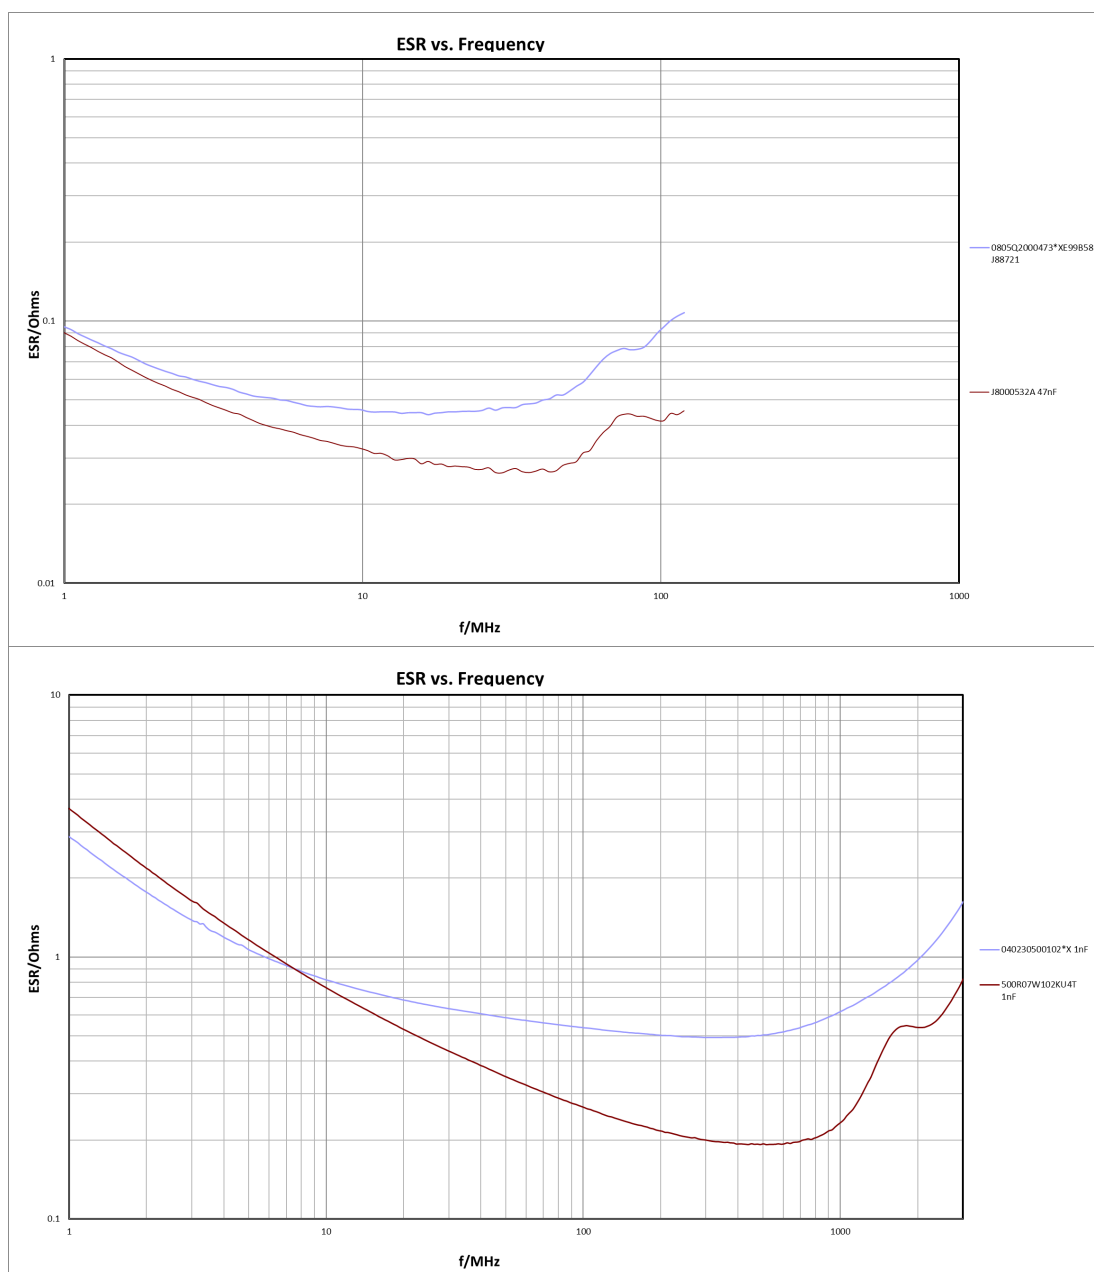 ESR vs. Frequency
1
0.1
0.01
ESR/Ohms
1
10
100
1000
f/MHz
0805Q2000473*XE99B58
J88721
J8000532A 47nF
ESR vs. Frequency
10
1
0.1
ESR/Ohms
1
10
100
1000
f/MHz
040230500102*X 1nF
500R07W102KU4T
1nF